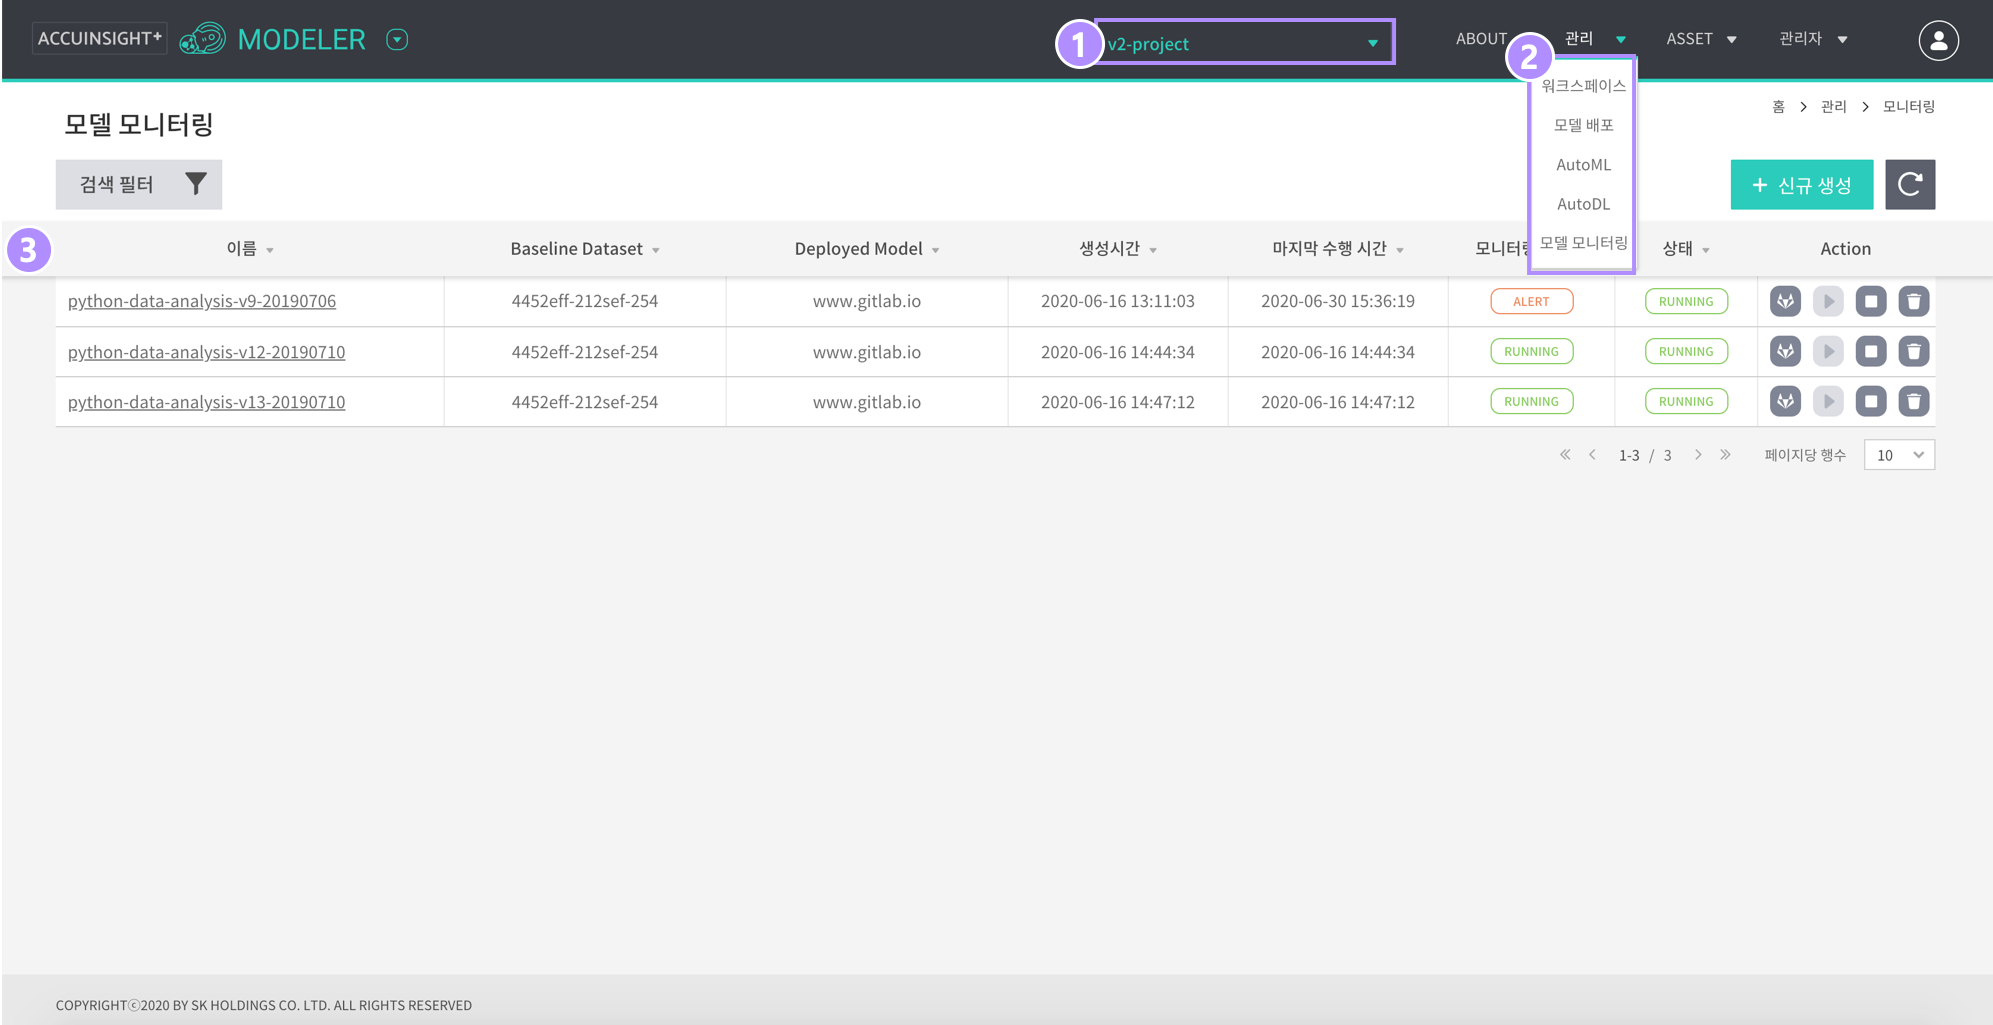 ACCUINSIGHT+ MODELER
1 v2-project
ABOUT 관리 ASSET 관리자
2
워크스페이스
모델 배포
AutoML
AutoDL
모델 모니터링
홈 > 관리 > 모니터링
모델 모니터링
검색 필터
+ 신규 생성
3 이름 Baseline Dataset Deployed Model 생성시간 마지막 수행 시간 모니터링 상태 Action
python-data-analysis-v9-20190706 4452eff-212sef-254 www.gitlab.io 2020-06-16 13:11:03 2020-06-30 15:36:19 ALERT RUNNING
python-data-analysis-v12-20190710 4452eff-212sef-254 www.gitlab.io 2020-06-16 14:44:34 2020-06-16 14:44:34 RUNNING RUNNING
python-data-analysis-v13-20190710 4452eff-212sef-254 www.gitlab.io 2020-06-16 14:47:12 2020-06-16 14:47:12 RUNNING RUNNING
« < 1-3 / 3 > » 페이지당 행수 10
COPYRIGHTⓒ2020 BY SK HOLDINGS CO. LTD. ALL RIGHTS RESERVED